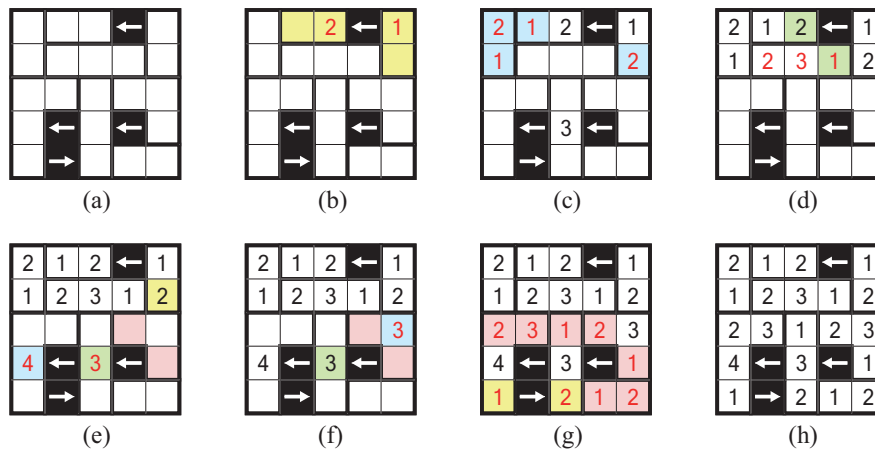 ← ← ← →
(a)
2 ← 1 ← ← →
(b)
2 1 2 ← 1
1 2
← 3 ←
→
(c)
2 1 2 ← 1
1 2 3 1 2
← ←
→
(d)
2 1 2 ← 1
1 2 3 1 2
4 ← 3 ←
→
(e)
2 1 2 ← 1
1 2 3 1 2
3
4 ← 3 ←
→
(f)
2 1 2 ← 1
1 2 3 1 2
2 3 1 2 3
4 ← 3 ← 1
1 → 2 1 2
(g)
2 1 2 ← 1
1 2 3 1 2
2 3 1 2 3
4 ← 3 ← 1
1 → 2 1 2
(h)